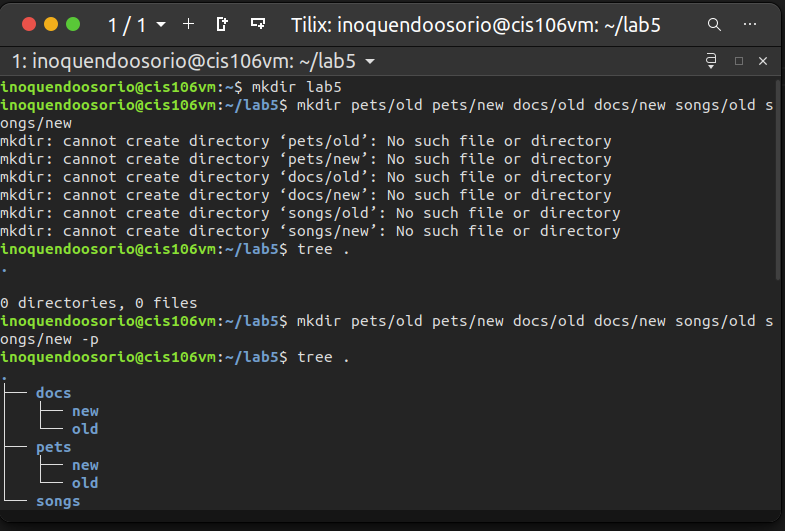 1 / 1
Tilix: inoquendoosorio@cis106vm: ~/lab5
1: inoquendoosorio@cis106vm: ~/lab5
inoquendoosorio@cis106vm:~$ mkdir lab5
inoquendoosorio@cis106vm:~/lab5$ mkdir pets/old pets/new docs/old docs/new songs/old s
ongs/new
mkdir: cannot create directory ‘pets/old’: No such file or directory
mkdir: cannot create directory ‘pets/new’: No such file or directory
mkdir: cannot create directory ‘docs/old’: No such file or directory
mkdir: cannot create directory ‘docs/new’: No such file or directory
mkdir: cannot create directory ‘songs/old’: No such file or directory
mkdir: cannot create directory ‘songs/new’: No such file or directory
inoquendoosorio@cis106vm:~/lab5$ tree .
.
0 directories, 0 files
inoquendoosorio@cis106vm:~/lab5$ mkdir pets/old pets/new docs/old docs/new songs/old s
ongs/new -p
inoquendoosorio@cis106vm:~/lab5$ tree .
.
├── docs
│   ├── new
│   └── old
├── pets
│   ├── new
│   └── old
└── songs